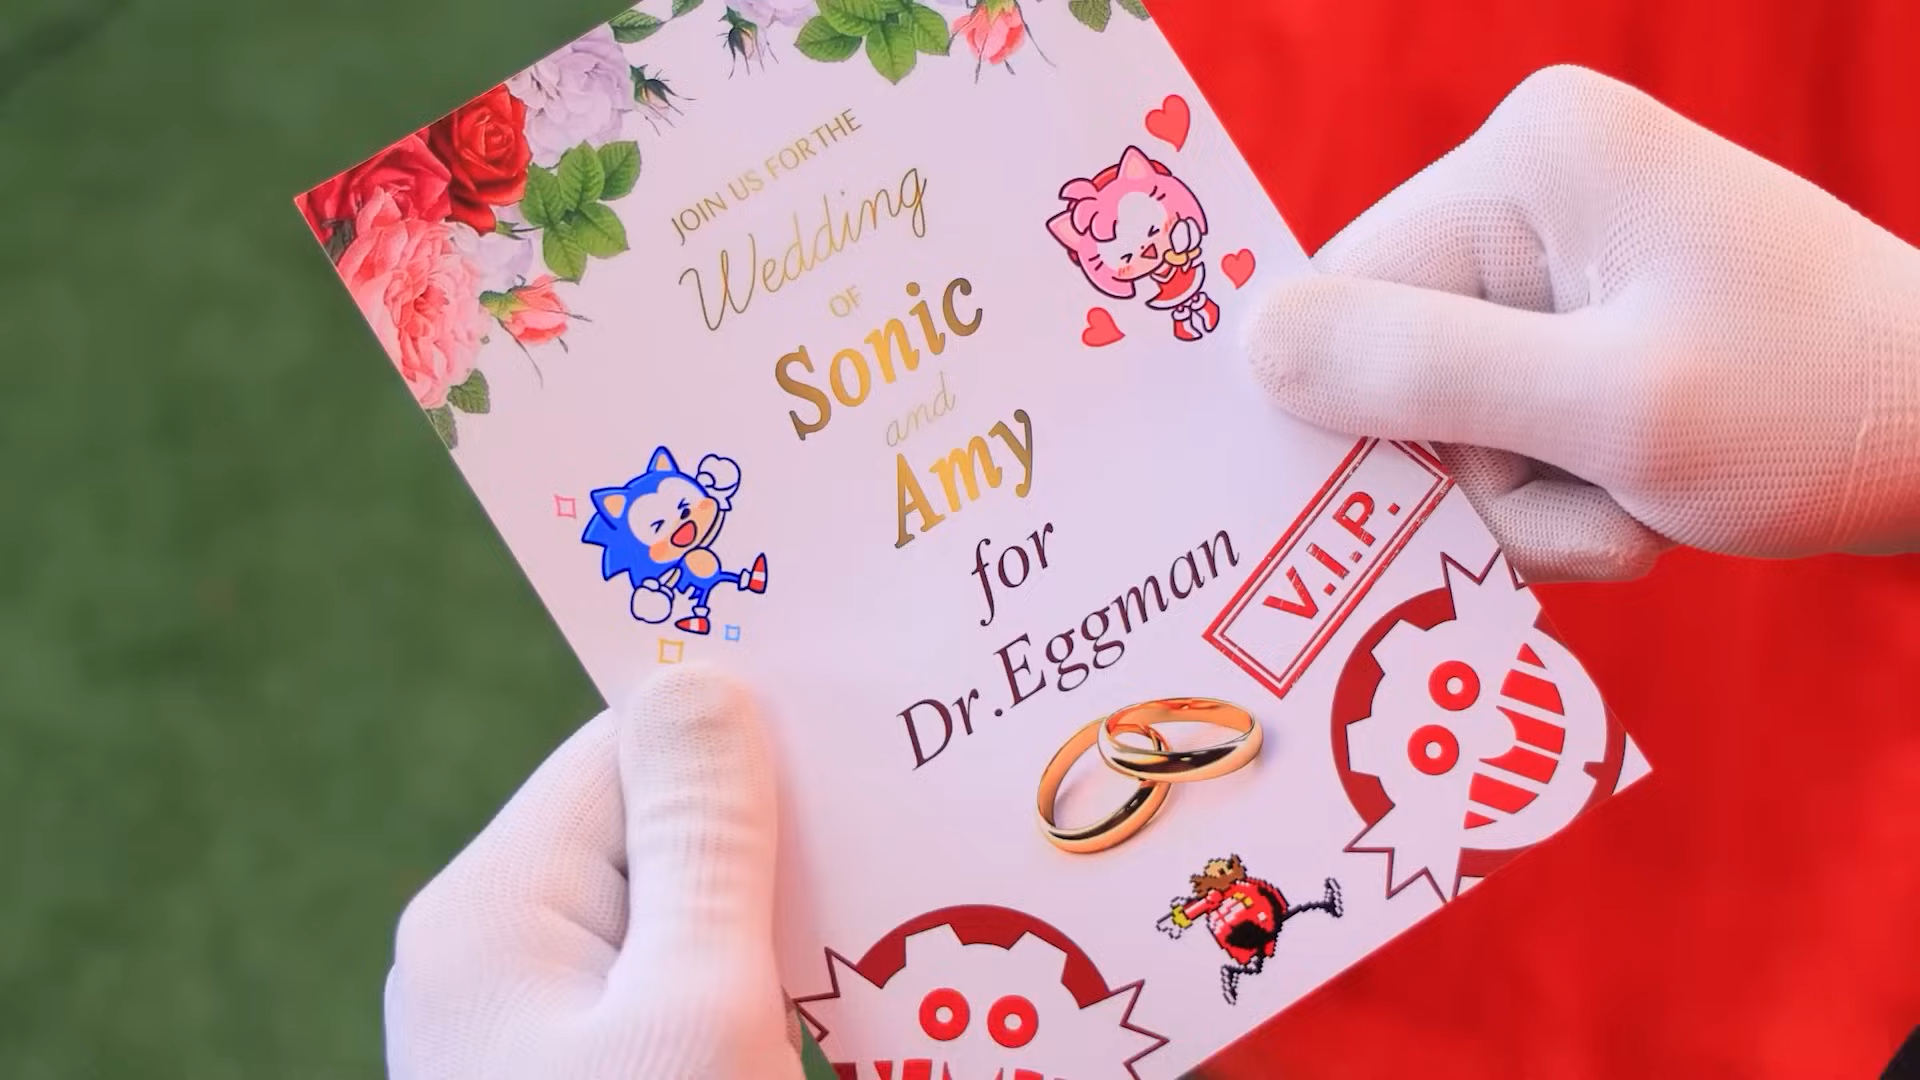 JOIN US FOR THE
Wedding
OF
Sonic
and
Amy
for
Dr.Eggman
V.I.P.